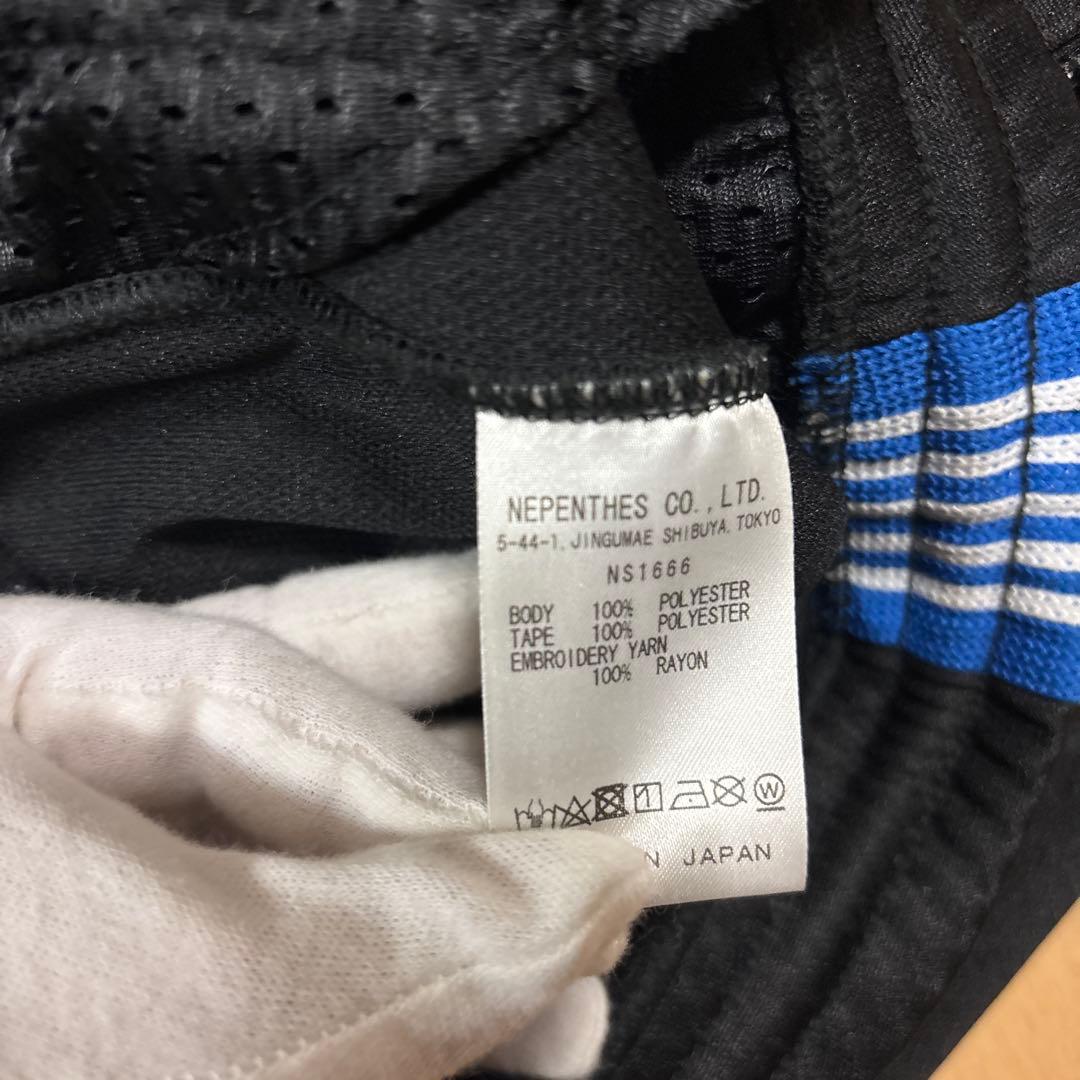 NEPENTHES CO., LTD.
5-44-1, JINGUMAE SHIBUYA, TOKYO
NS1666
BODY 100% POLYESTER
TAPE 100% POLYESTER
EMBROIDERY YARN
100% RAYON
W
JAPAN